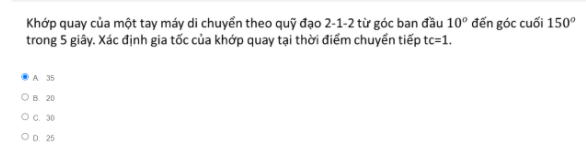 Khớp quay của một tay máy di chuyển theo quỹ đạo 2-1-2 từ góc ban đầu 10⁰ đến góc cuối 150⁰
trong 5 giây. Xác định gia tốc của khớp quay tại thời điểm chuyển tiếp tc=1.
A. 35
B. 20
C. 30
D. 25